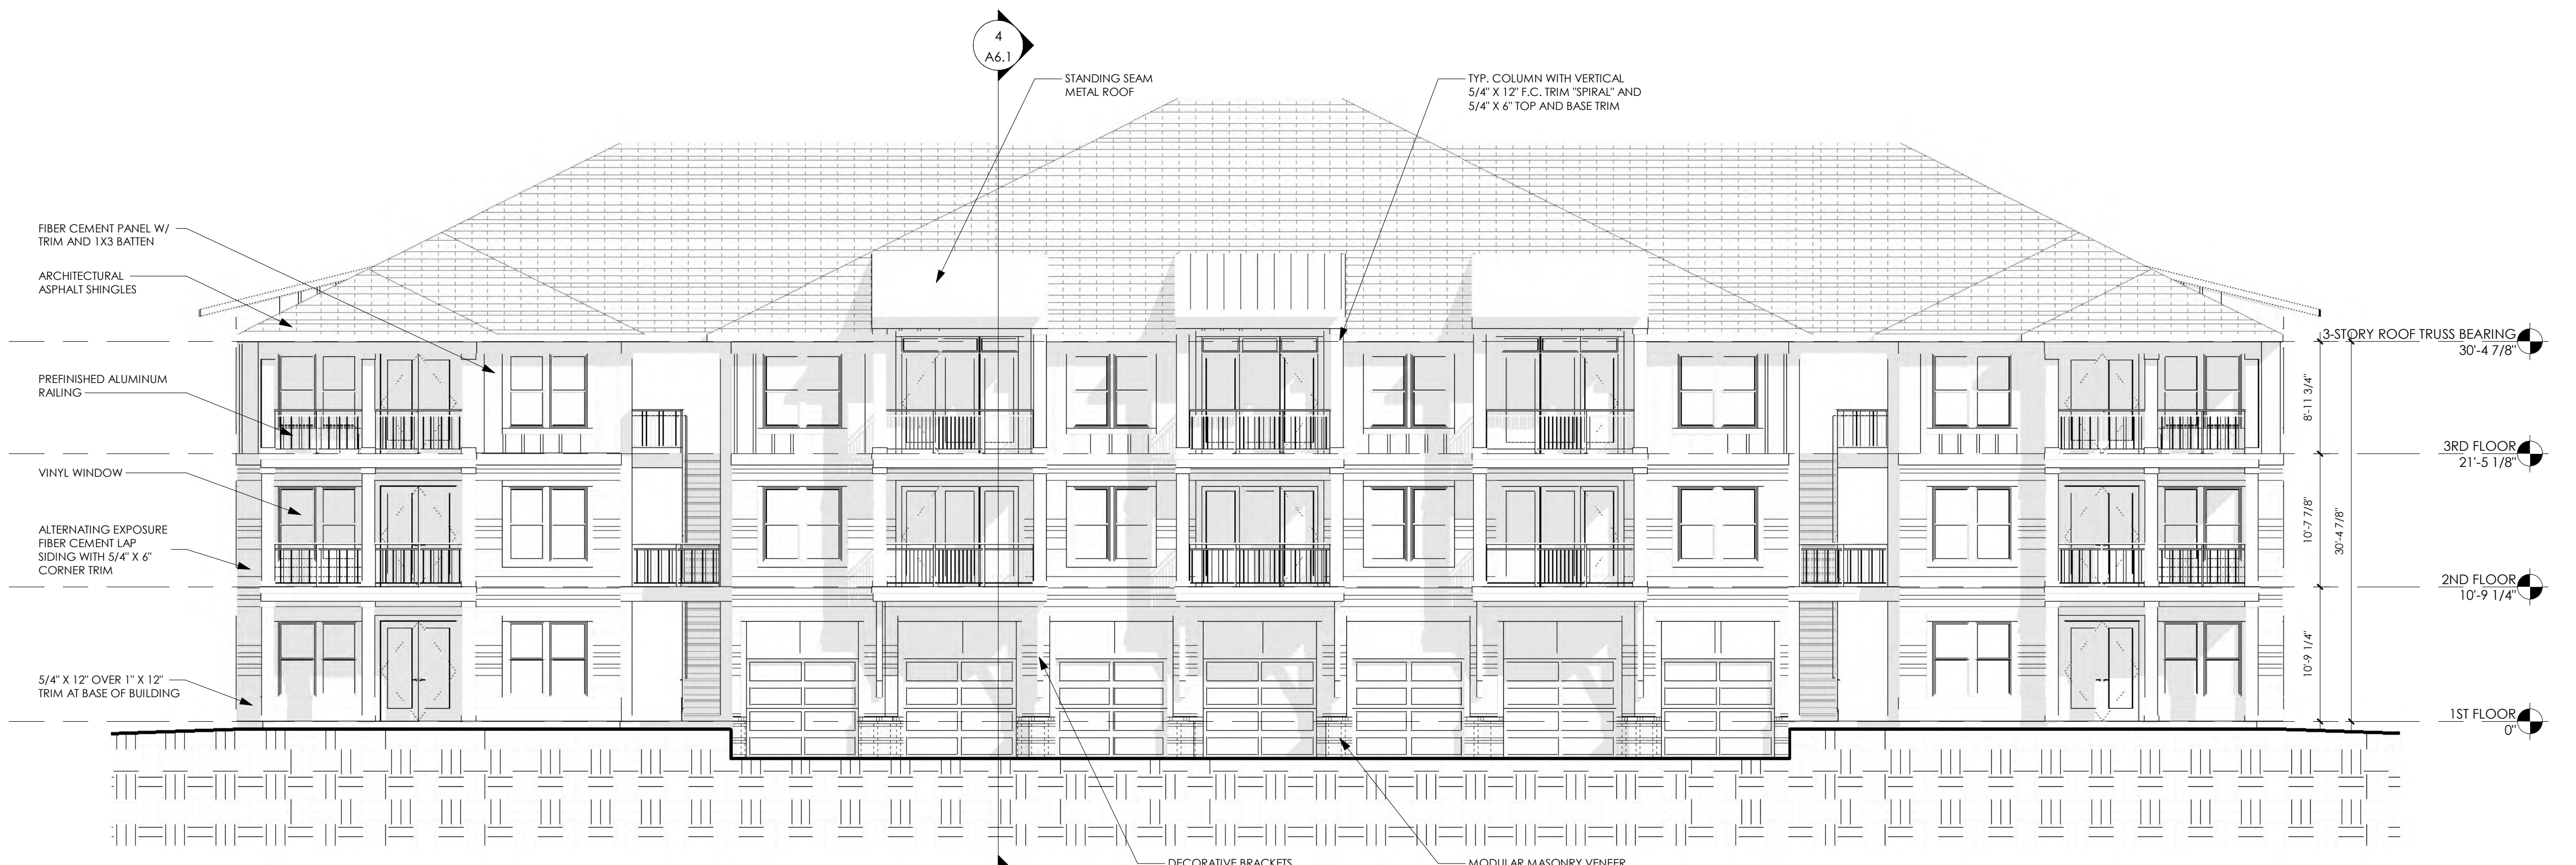 4
A6.1
STANDING SEAM
METAL ROOF
TYP. COLUMN WITH VERTICAL
5/4" X 12" F.C. TRIM "SPIRAL" AND
5/4" X 6" TOP AND BASE TRIM
FIBER CEMENT PANEL W/
TRIM AND 1X3 BATTEN
ARCHITECTURAL
ASPHALT SHINGLES
PREFINISHED ALUMINUM
RAILING
VINYL WINDOW
ALTERNATING EXPOSURE
FIBER CEMENT LAP
SIDING WITH 5/4" X 6"
CORNER TRIM
5/4" X 12" OVER 1" X 12"
TRIM AT BASE OF BUILDING
3-STORY ROOF TRUSS BEARING
30'-4 7/8"
8'-11 3/4"
3RD FLOOR
21'-5 1/8"
10'-7 7/8"
30'-4 7/8"
2ND FLOOR
10'-9 1/4"
10'-9 1/4"
1ST FLOOR
0"
DECORATIVE BRACKETS
MODULAR MASONRY VENEER